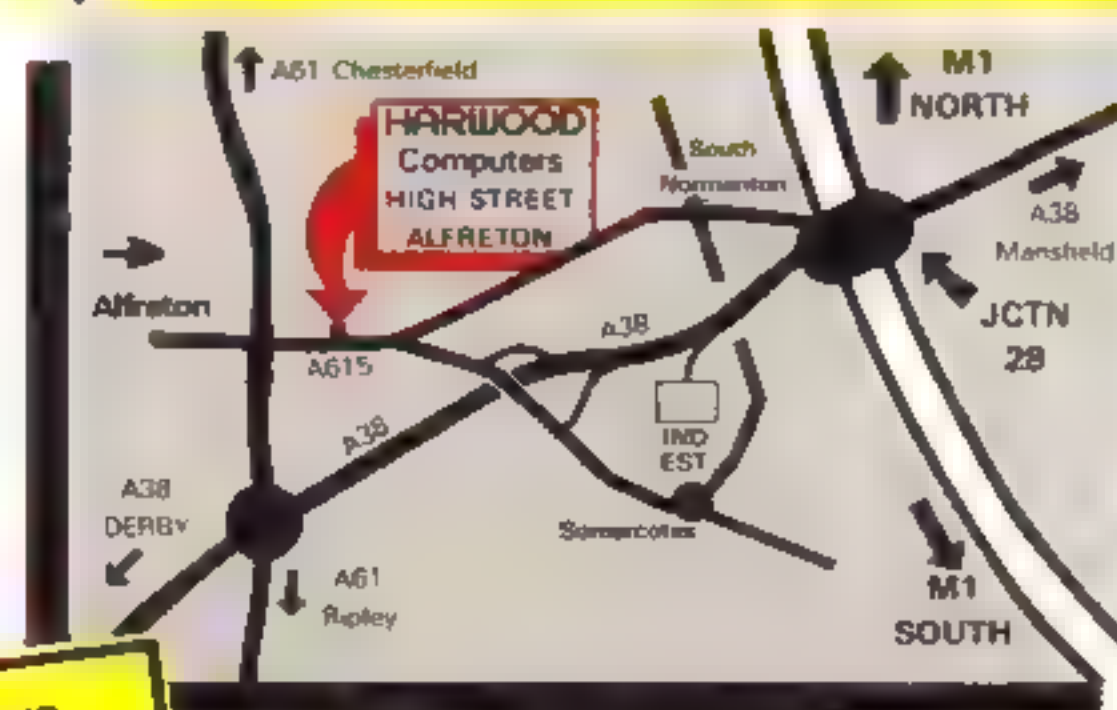 A61 Chesterfield
HARWOOD
Computers
HIGH STREET
ALFRETON
M1
NORTH
South
Normanton
A38
Mansfield
Alfreton
JCTN
28
A38
A615
A38
IND
EST
A38
DERBY
Somercotes
A61
Ripley
M1
SOUTH